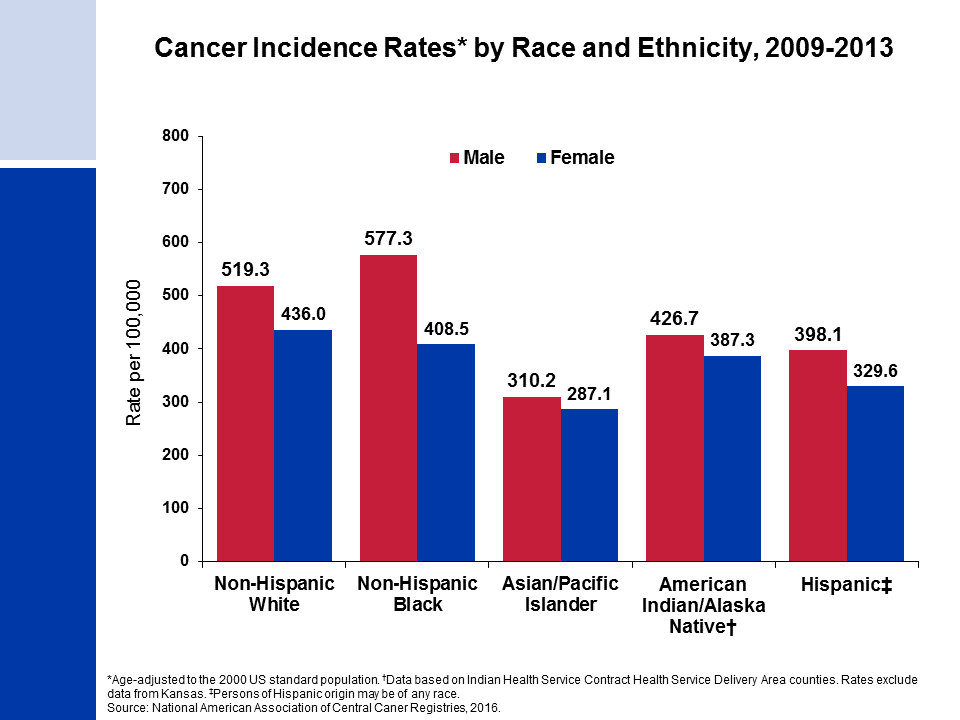 Cancer Incidence Rates* by Race and Ethnicity, 2009-2013
800
700
600
500
400
300
200
100
0
Rate per 100,000
Male Female
519.3
436.0
577.3
408.5
310.2
287.1
426.7
387.3
398.1
329.6
Non-Hispanic
White
Non-Hispanic
Black
Asian/Pacific
Islander
American
Indian/Alaska
Native†
Hispanic‡
*Age-adjusted to the 2000 US standard population. †Data based on Indian Health Service Contract Health Service Delivery Area counties. Rates exclude
data from Kansas. ‡Persons of Hispanic origin may be of any race.
Source: National American Association of Central Caner Registries, 2016.